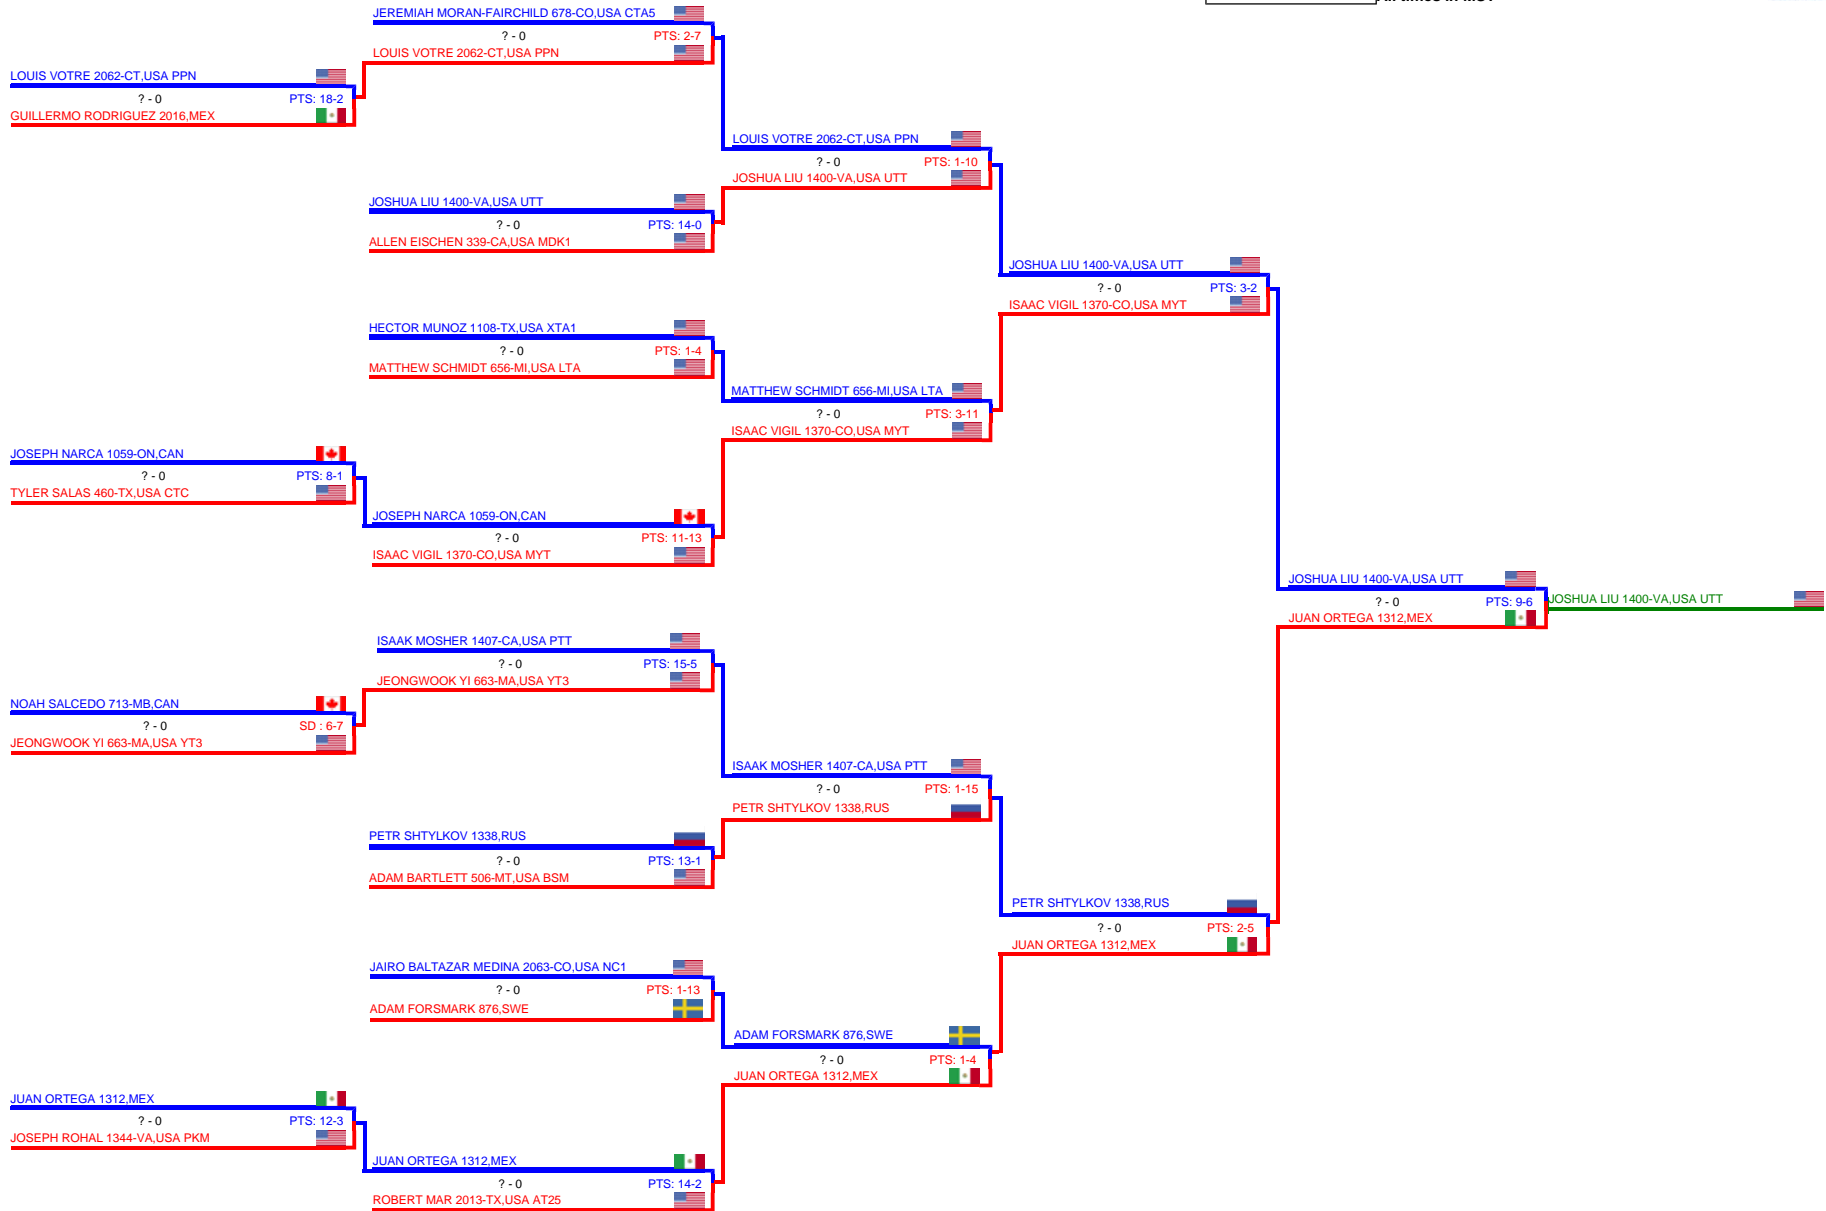 JEREMIAH MORAN-FAIRCHILD 678-CO,USA CTA5
? - 0 PTS: 2-7
LOUIS VOTRE 2062-CT,USA PPN
LOUIS VOTRE 2062-CT,USA PPN
? - 0 PTS: 18-2
GUILLERMO RODRIGUEZ 2016,MEX
LOUIS VOTRE 2062-CT,USA PPN
? - 0 PTS: 1-10
JOSHUA LIU 1400-VA,USA UTT
JOSHUA LIU 1400-VA,USA UTT
? - 0 PTS: 14-0
ALLEN EISCHEN 339-CA,USA MDK1
JOSHUA LIU 1400-VA,USA UTT
? - 0 PTS: 3-2
ISAAC VIGIL 1370-CO,USA MYT
HECTOR MUNOZ 1108-TX,USA XTA1
? - 0 PTS: 1-4
MATTHEW SCHMIDT 656-MI,USA LTA
MATTHEW SCHMIDT 656-MI,USA LTA
? - 0 PTS: 3-11
ISAAC VIGIL 1370-CO,USA MYT
JOSEPH NARCA 1059-ON,CAN
? - 0 PTS: 8-1
TYLER SALAS 460-TX,USA CTC
JOSEPH NARCA 1059-ON,CAN
? - 0 PTS: 11-13
ISAAC VIGIL 1370-CO,USA MYT
JOSHUA LIU 1400-VA,USA UTT
? - 0 PTS: 9-6
JUAN ORTEGA 1312,MEX
JOSHUA LIU 1400-VA,USA UTT
ISAAK MOSHER 1407-CA,USA PTT
? - 0 PTS: 15-5
JEONGWOOK YI 663-MA,USA YT3
NOAH SALCEDO 713-MB,CAN
? - 0 SD : 6-7
JEONGWOOK YI 663-MA,USA YT3
ISAAK MOSHER 1407-CA,USA PTT
? - 0 PTS: 1-15
PETR SHTYLKOV 1338,RUS
PETR SHTYLKOV 1338,RUS
? - 0 PTS: 13-1
ADAM BARTLETT 506-MT,USA BSM
PETR SHTYLKOV 1338,RUS
? - 0 PTS: 2-5
JUAN ORTEGA 1312,MEX
JAIRO BALTAZAR MEDINA 2063-CO,USA NC1
? - 0 PTS: 1-13
ADAM FORSMARK 876,SWE
ADAM FORSMARK 876,SWE
? - 0 PTS: 1-4
JUAN ORTEGA 1312,MEX
JUAN ORTEGA 1312,MEX
? - 0 PTS: 12-3
JOSEPH ROHAL 1344-VA,USA PKM
JUAN ORTEGA 1312,MEX
? - 0 PTS: 14-2
ROBERT MAR 2013-TX,USA AT25